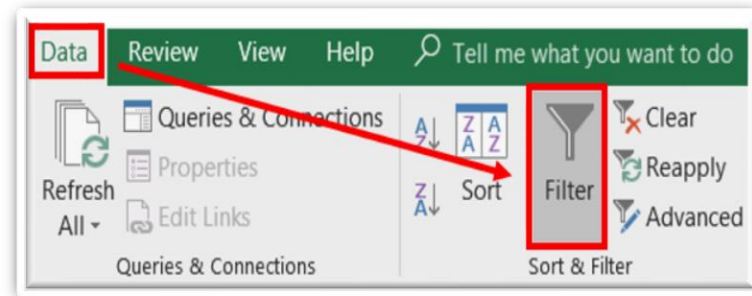 Data Review View Help Tell me what you want to do
Refresh All
Queries & Connections
Properties
Edit Links
Queries & Connections
A
Z
Z
A
Z A
A Z
Sort
Filter
Clear
Reapply
Advanced
Sort & Filter